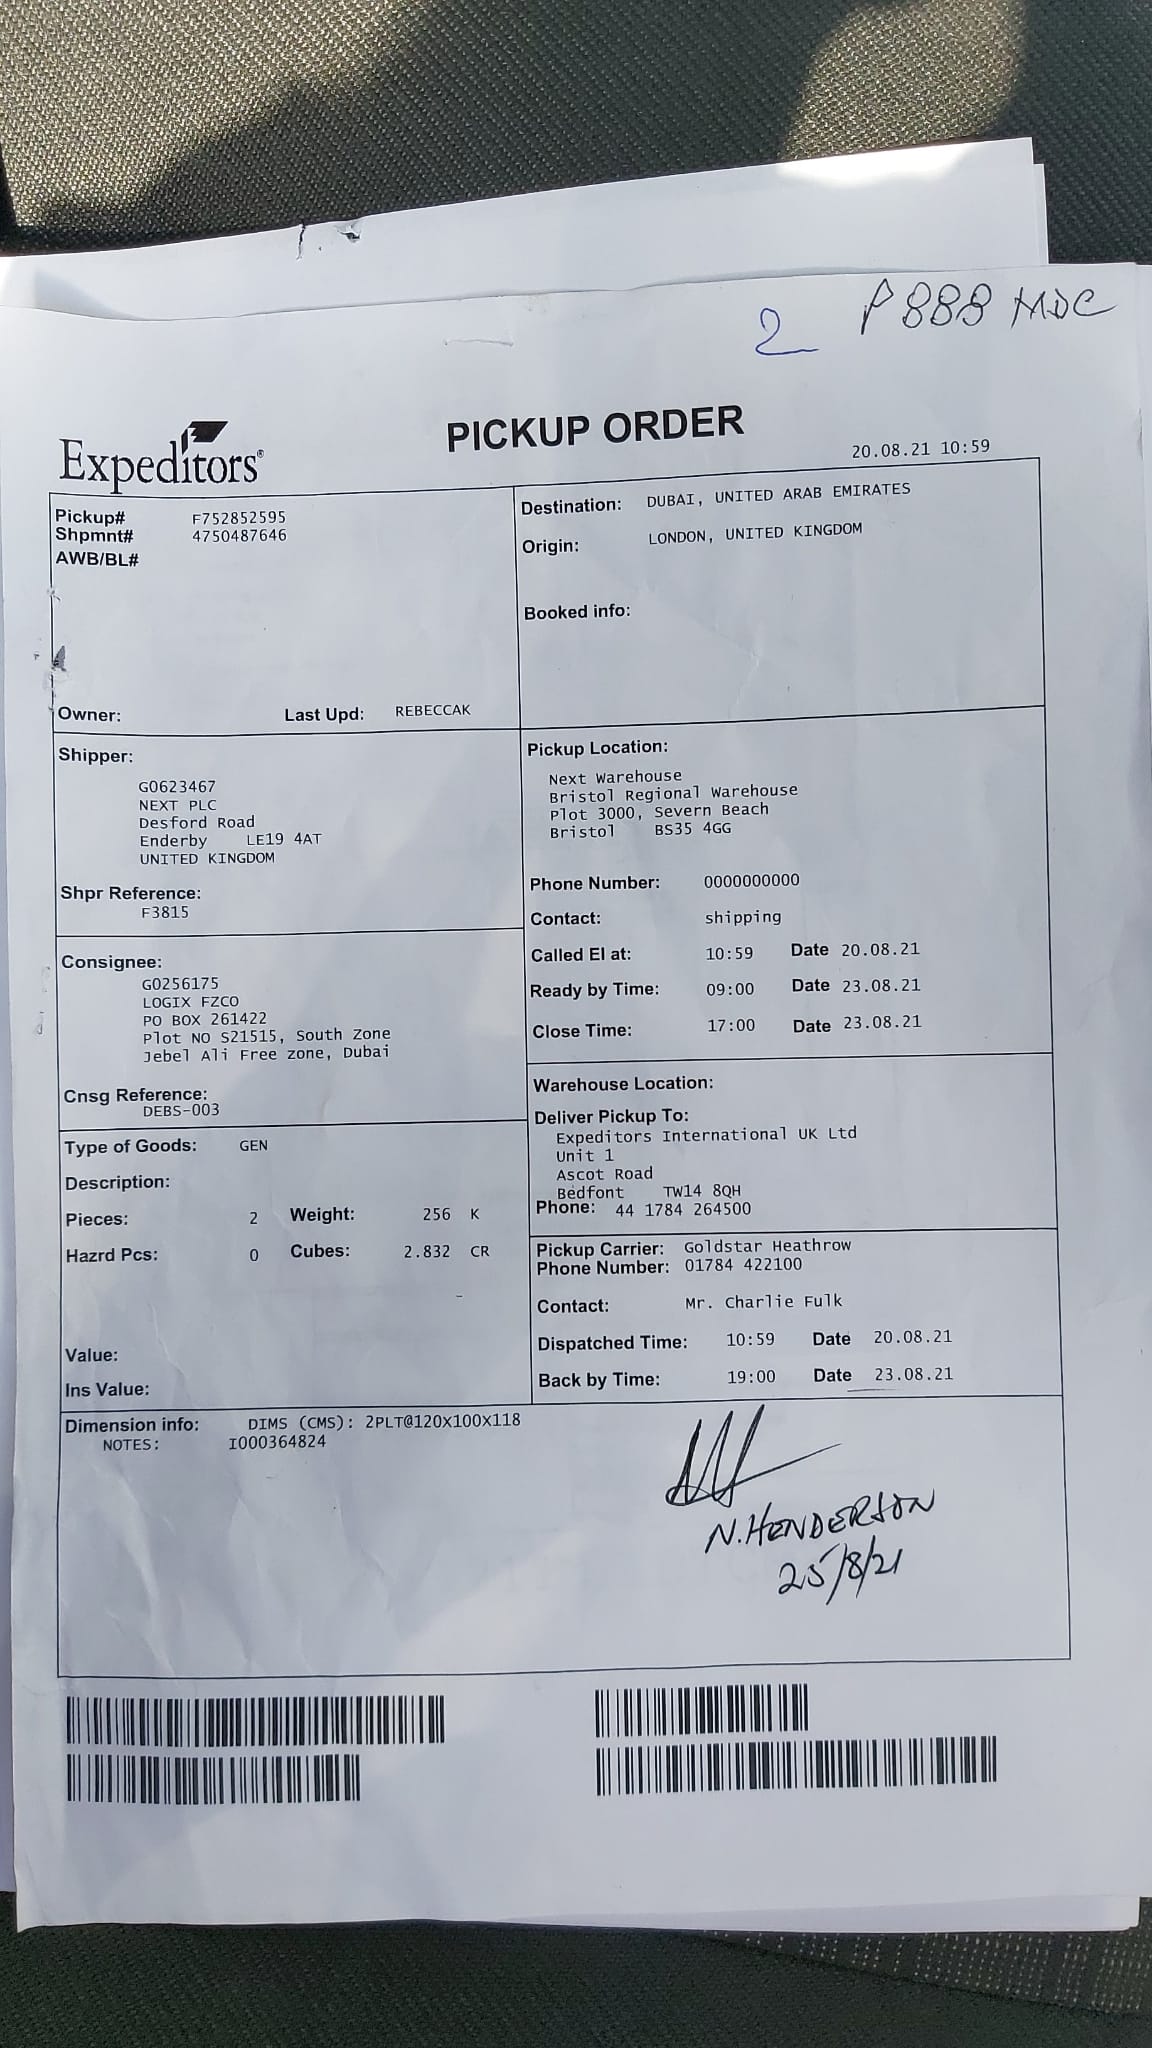 2 P888 MDC
Expeditors®
PICKUP ORDER
20.08.21 10:59
Pickup# F752852595
Shpmnt# 4750487646
AWB/BL#
Owner: Last Upd: REBECCAK
Destination: DUBAI, UNITED ARAB EMIRATES
Origin: LONDON, UNITED KINGDOM
Booked info:
Shipper:
G0623467
NEXT PLC
Desford Road
Enderby LE19 4AT
UNITED KINGDOM
Shpr Reference:
F3815
Pickup Location:
Next Warehouse
Bristol Regional Warehouse
Plot 3000, Severn Beach
Bristol BS35 4GG
Phone Number: 0000000000
Contact: shipping
Called EI at: 10:59 Date 20.08.21
Ready by Time: 09:00 Date 23.08.21
Close Time: 17:00 Date 23.08.21
Consignee:
G0256175
LOGIX FZCO
PO BOX 261422
Plot NO S21515, South Zone
Jebel Ali Free zone, Dubai
Cnsg Reference:
DEBS-003
Warehouse Location:
Deliver Pickup To:
Expeditors International UK Ltd
Unit 1
Ascot Road
Bedfont TW14 8QH
Phone: 44 1784 264500
Type of Goods: GEN
Description:
Pieces: 2 Weight: 256 K
Hazrd Pcs: 0 Cubes: 2.832 CR
Value:
Ins Value:
Pickup Carrier: Goldstar Heathrow
Phone Number: 01784 422100
Contact: Mr. Charlie Fulk
Dispatched Time: 10:59 Date 20.08.21
Back by Time: 19:00 Date 23.08.21
Dimension info: DIMS (CMS): 2PLT@120X100X118
NOTES: I000364824
N.HENDERSON
25/8/21